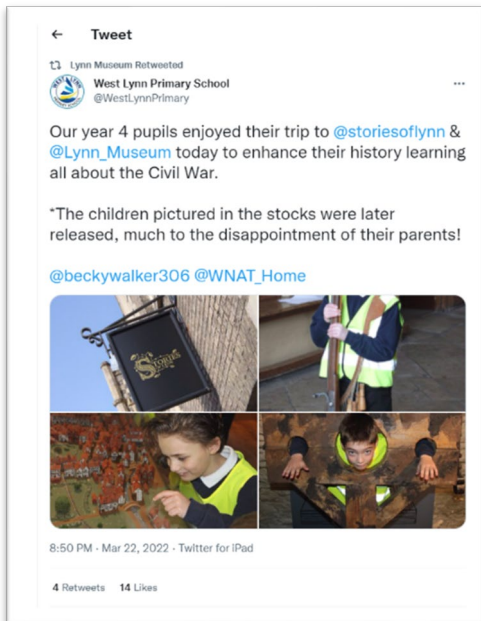 Tweet
Lynn Museum Retweeted
West Lynn Primary School
@WestLynnPrimary
Our year 4 pupils enjoyed their trip to @storiesoflynn &
@Lynn_Museum today to enhance their history learning
all about the Civil War.
*The children pictured in the stocks were later
released, much to the disappointment of their parents!
@beckywalker306 @WNAT_Home
STORIES
8:50 PM · Mar 22, 2022 · Twitter for iPad
4 Retweets 14 Likes